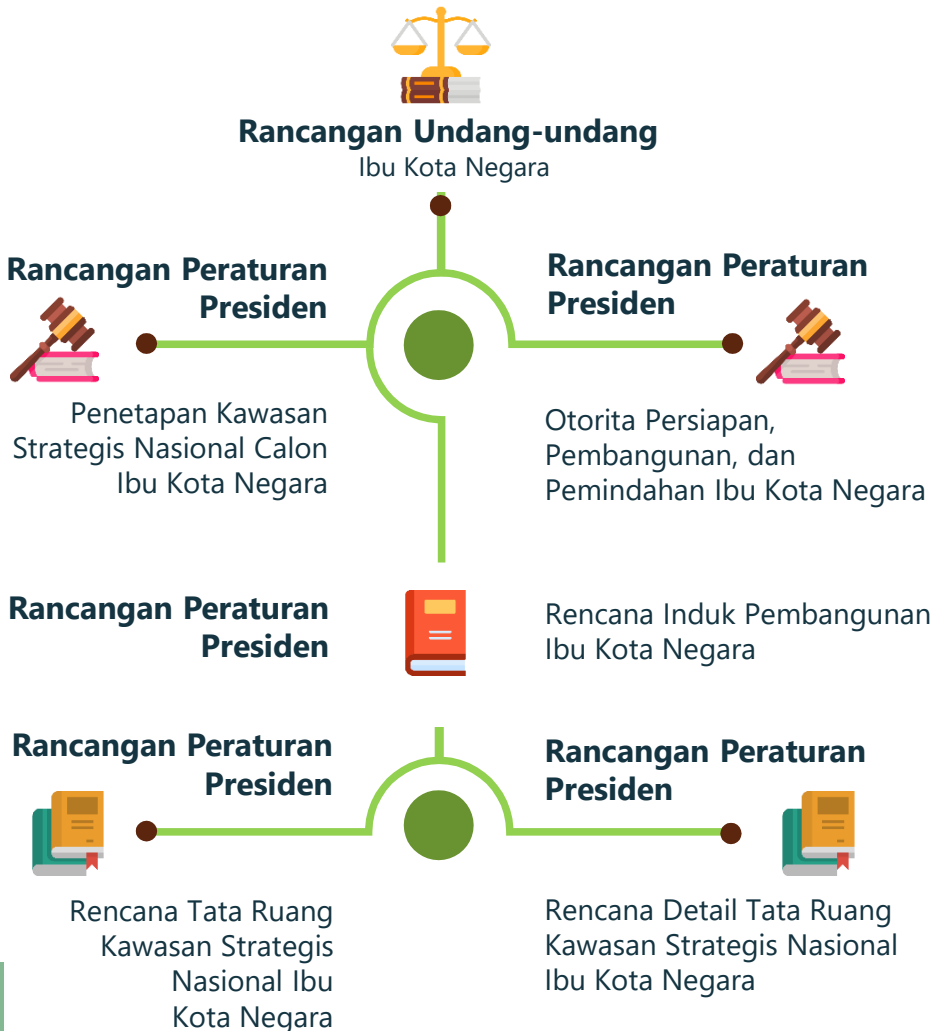 Rancangan Undang-undang
Ibu Kota Negara
Rancangan Peraturan
Presiden
Penetapan Kawasan
Strategis Nasional Calon
Ibu Kota Negara
Rancangan Peraturan
Presiden
Otorita Persiapan,
Pembangunan, dan
Pemindahan Ibu Kota Negara
Rancangan Peraturan
Presiden
Rencana Induk Pembangunan
Ibu Kota Negara
Rancangan Peraturan
Presiden
Rencana Tata Ruang
Kawasan Strategis
Nasional Ibu
Kota Negara
Rancangan Peraturan
Presiden
Rencana Detail Tata Ruang
Kawasan Strategis Nasional
Ibu Kota Negara